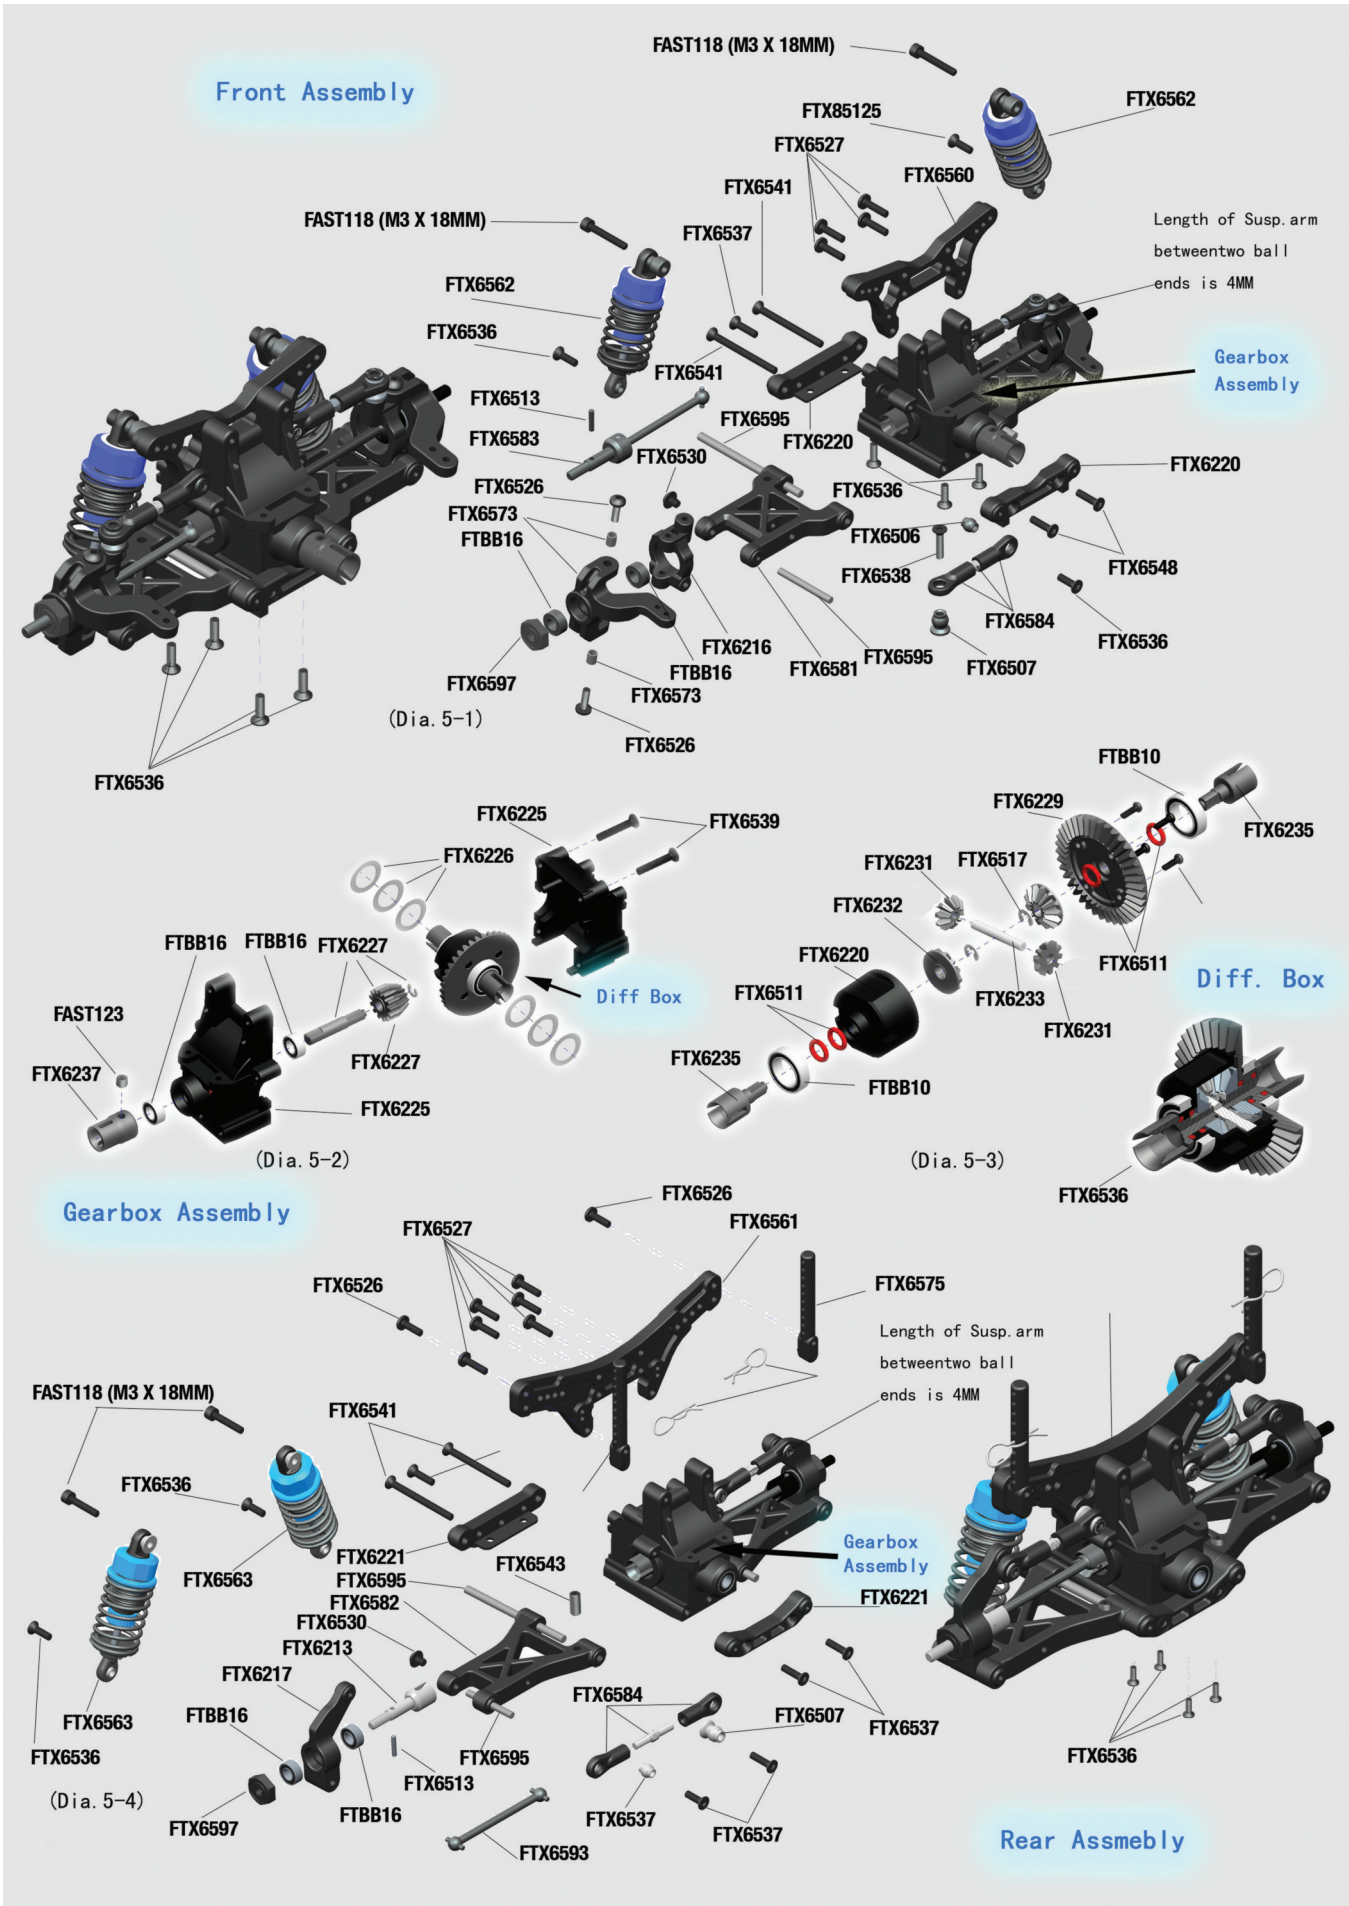 Front Assembly
FAST118 (M3 X 18MM)
FTX6562
FTX85125
FTX6527
FTX6560
FTX6541
FAST118 (M3 X 18MM)
FTX6537
Length of Susp.arm
betweentwo ball
ends is 4MM
FTX6562
FTX6536
FTX6541
Gearbox
Assembly
FTX6513
FTX6595
FTX6583
FTX6220
FTX6530
FTX6220
FTX6526
FTX6536
FTX6573
FTBB16
FTX6506
FTX6538
FTX6548
FTX6584
FTX6216
FTX6536
FTX6595
FTX6581
FTX6507
FTBB16
FTX6597
FTX6573
(Dia.5-1)
FTX6526
FTX6536
FTBB10
FTX6229
FTX6235
FTX6225
FTX6539
FTX6226
FTX6231
FTX6517
FTX6232
FTBB16
FTBB16
FTX6227
FTX6220
FTX6511
Diff. Box
Diff Box
FTX6511
FTX6233
FAST123
FTX6231
FTX6227
FTX6237
FTX6235
FTBB10
FTX6225
(Dia.5-2)
(Dia.5-3)
FTX6536
Gearbox Assembly
FTX6526
FTX6561
FTX6527
FTX6526
FTX6575
Length of Susp.arm
betweentwo ball
ends is 4MM
FAST118 (M3 X 18MM)
FTX6541
FTX6536
Gearbox
Assembly
FTX6221
FTX6543
FTX6563
FTX6595
FTX6221
FTX6582
FTX6530
FTX6213
FTX6217
FTX6584
FTBB16
FTX6507
FTX6563
FTX6537
FTX6536
FTX6595
FTX6536
FTX6513
(Dia.5-4)
FTBB16
FTX6537
FTX6597
FTX6537
FTX6593
Rear Assmebly